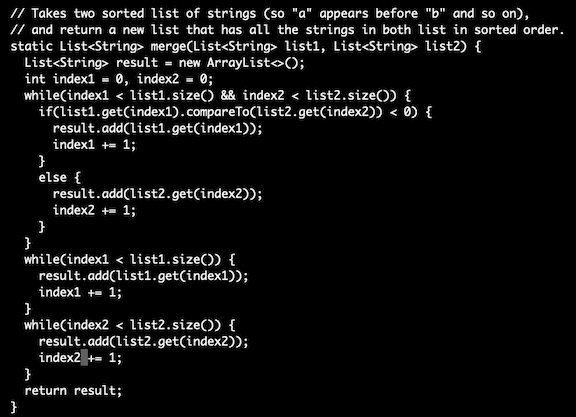 // Takes two sorted list of strings (so "a" appears before "b" and so on),
// and return a new list that has all the strings in both list in sorted order.
static List<String> merge(List<String> list1, List<String> list2) {
  List<String> result = new ArrayList<>();
  int index1 = 0, index2 = 0;
  while(index1 < list1.size() && index2 < list2.size()) {
    if(list1.get(index1).compareTo(list2.get(index2)) < 0) {
      result.add(list1.get(index1));
      index1 += 1;
    }
    else {
      result.add(list2.get(index2));
      index2 += 1;
    }
  }
  while(index1 < list1.size()) {
    result.add(list1.get(index1));
    index1 += 1;
  }
  while(index2 < list2.size()) {
    result.add(list2.get(index2));
    index2 += 1;
  }
  return result;
}